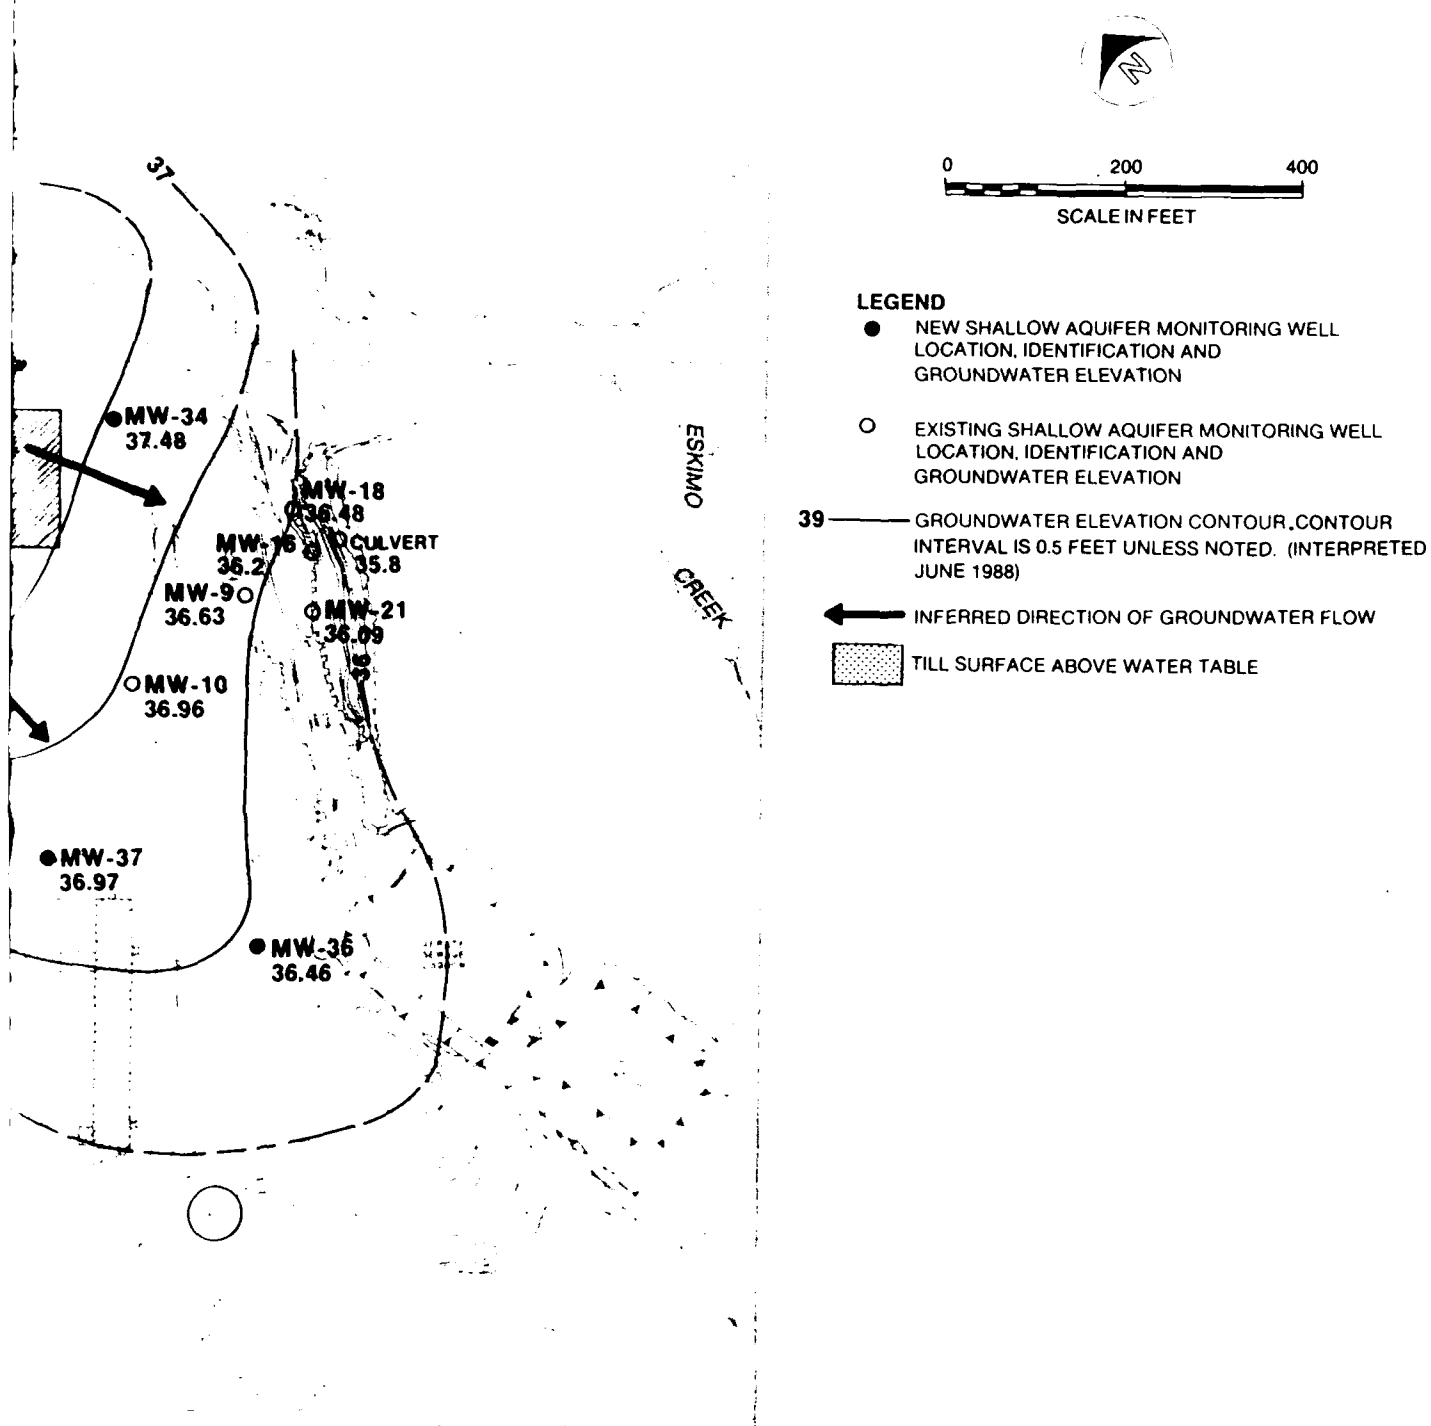 N
0 200 400
SCALE IN FEET
37
LEGEND
NEW SHALLOW AQUIFER MONITORING WELL
LOCATION, IDENTIFICATION AND
GROUNDWATER ELEVATION
MW-34
37.48
EXISTING SHALLOW AQUIFER MONITORING WELL
LOCATION, IDENTIFICATION AND
GROUNDWATER ELEVATION
ESKIMO
CREEK
MW-18
36.48
39
GROUNDWATER ELEVATION CONTOUR. CONTOUR
INTERVAL IS 0.5 FEET UNLESS NOTED. (INTERPRETED
JUNE 1988)
MW-16
36.2
CULVERT
35.8
MW-9
36.63
MW-21
36.09
INFERRED DIRECTION OF GROUNDWATER FLOW
36
TILL SURFACE ABOVE WATER TABLE
MW-10
36.96
MW-37
36.97
MW-36
36.46